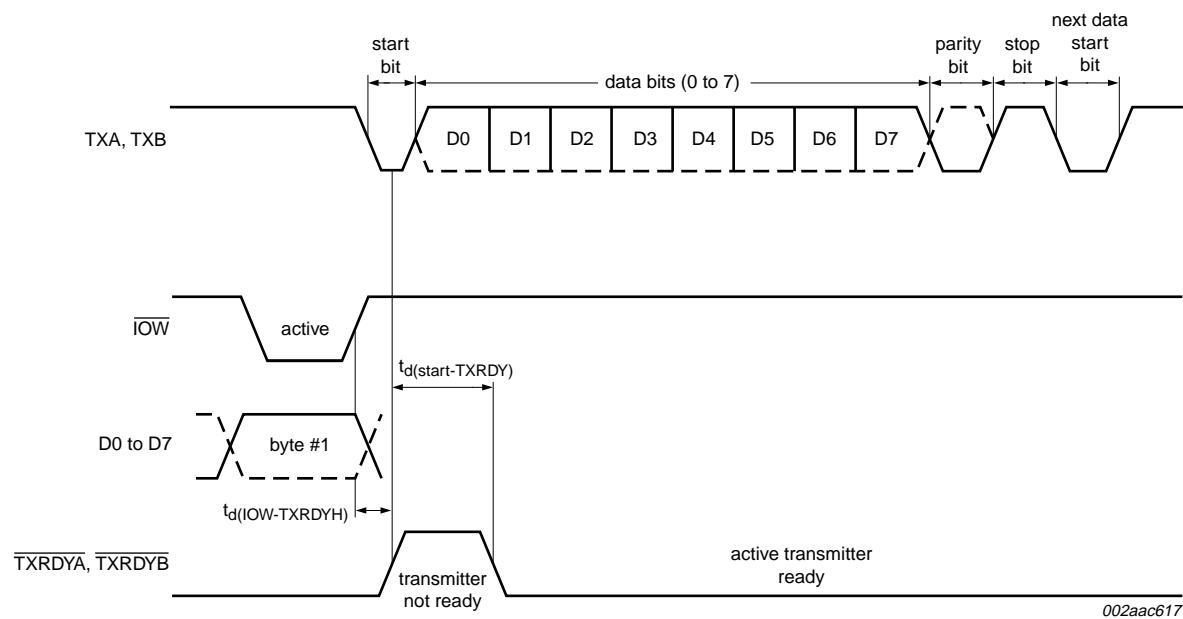 start
bit
data bits (0 to 7)
parity
bit
stop
bit
next data
start
bit
TXA, TXB
D0
D1
D2
D3
D4
D5
D6
D7
IOW
active
td(start-TXRDY)
D0 to D7
byte #1
td(IOW-TXRDYH)
TXRDYA, TXRDYB
transmitter
not ready
active transmitter
ready
002aac617